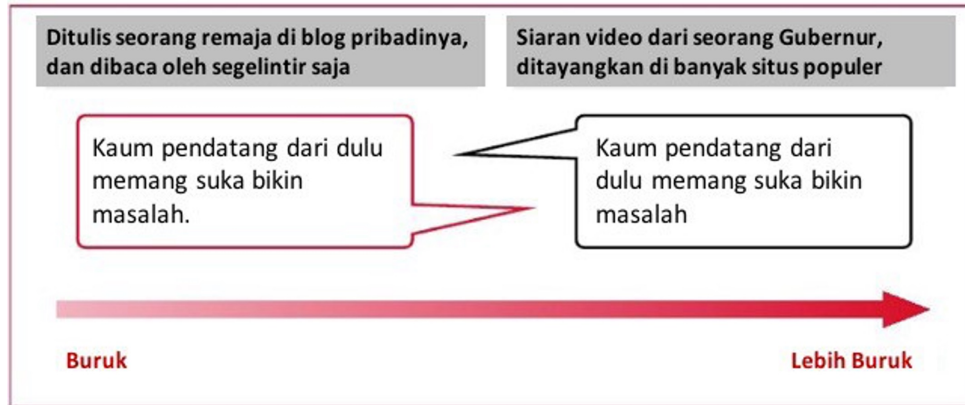 Ditulis seorang remaja di blog pribadinya,
dan dibaca oleh segelintir saja
Siaran video dari seorang Gubernur,
ditayangkan di banyak situs populer
Kaum pendatang dari dulu
memang suka bikin
masalah.
Kaum pendatang dari
dulu memang suka bikin
masalah
Buruk
Lebih Buruk